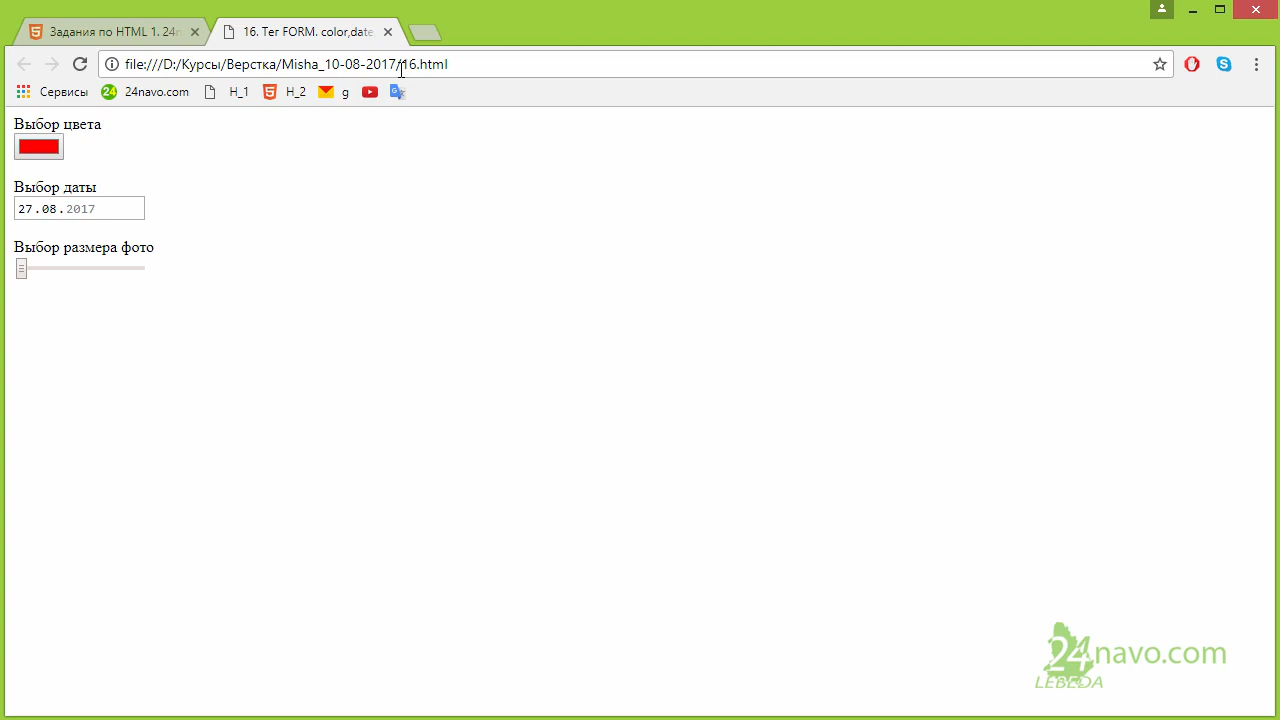 Задания по HTML 1. 24n
16. Тег FORM. color,date
file:///D:/Курсы/Верстка/Misha_10-08-2017/16.html
Сервисы 24 24navo.com H_1 H_2 g
Выбор цвета
Выбор даты
27.08.2017
Выбор размера фото
24navo.com
LEBEDA